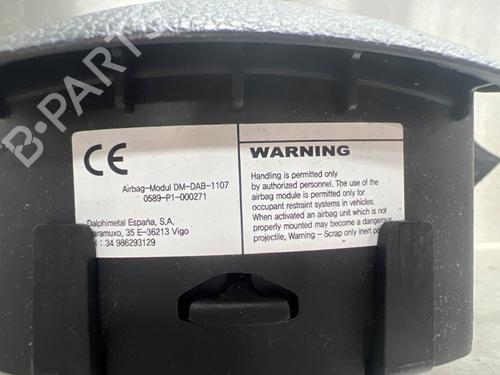 B-PARTS
CE
Airbag-Modul DM-DAB-1107
0589-P1-000271
Dalphimetal España, S.A,
35 E-36213 Vigo
: 34 986293129
WARNING
Handling is permitted only
by authorized personnel. The use of the
airbag module is permitted only for
occupant restraint systems in vehicles.
When activated an airbag unit which is not
properly mounted may become a dangerous
projectile, Warning - Scrap only inert